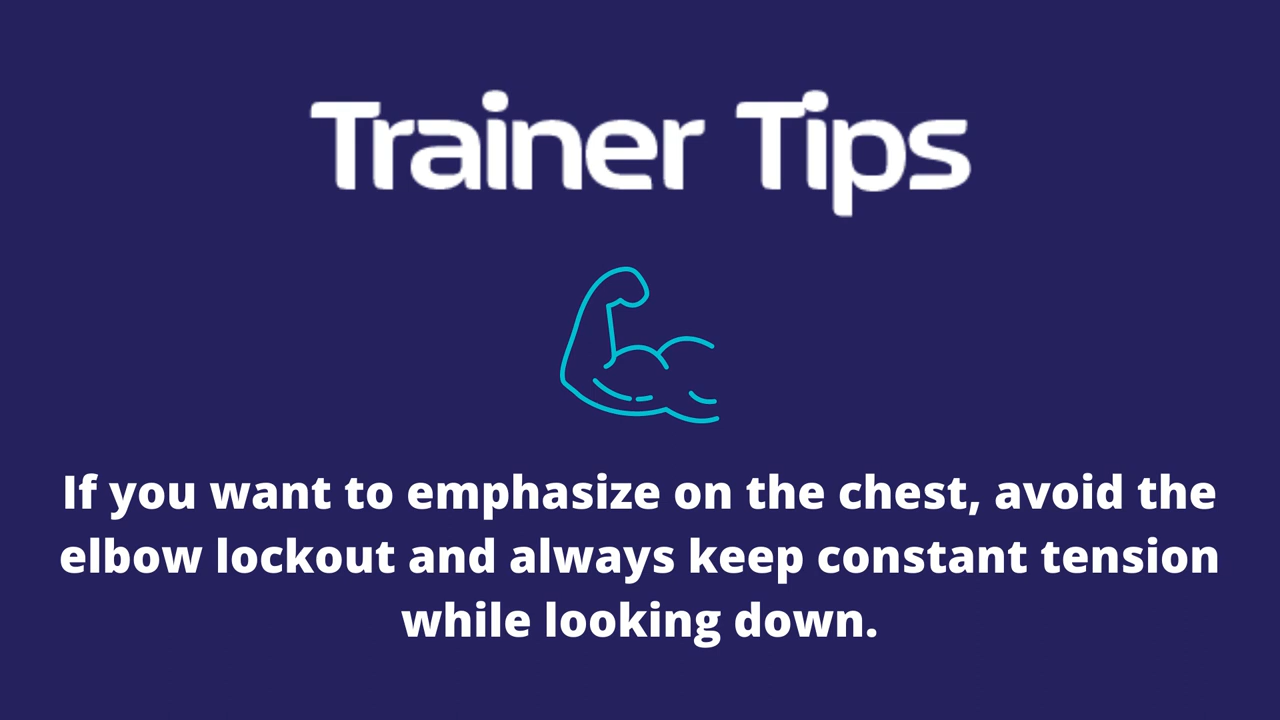 Trainer Tips
If you want to emphasize on the chest, avoid the
elbow lockout and always keep constant tension
while looking down.